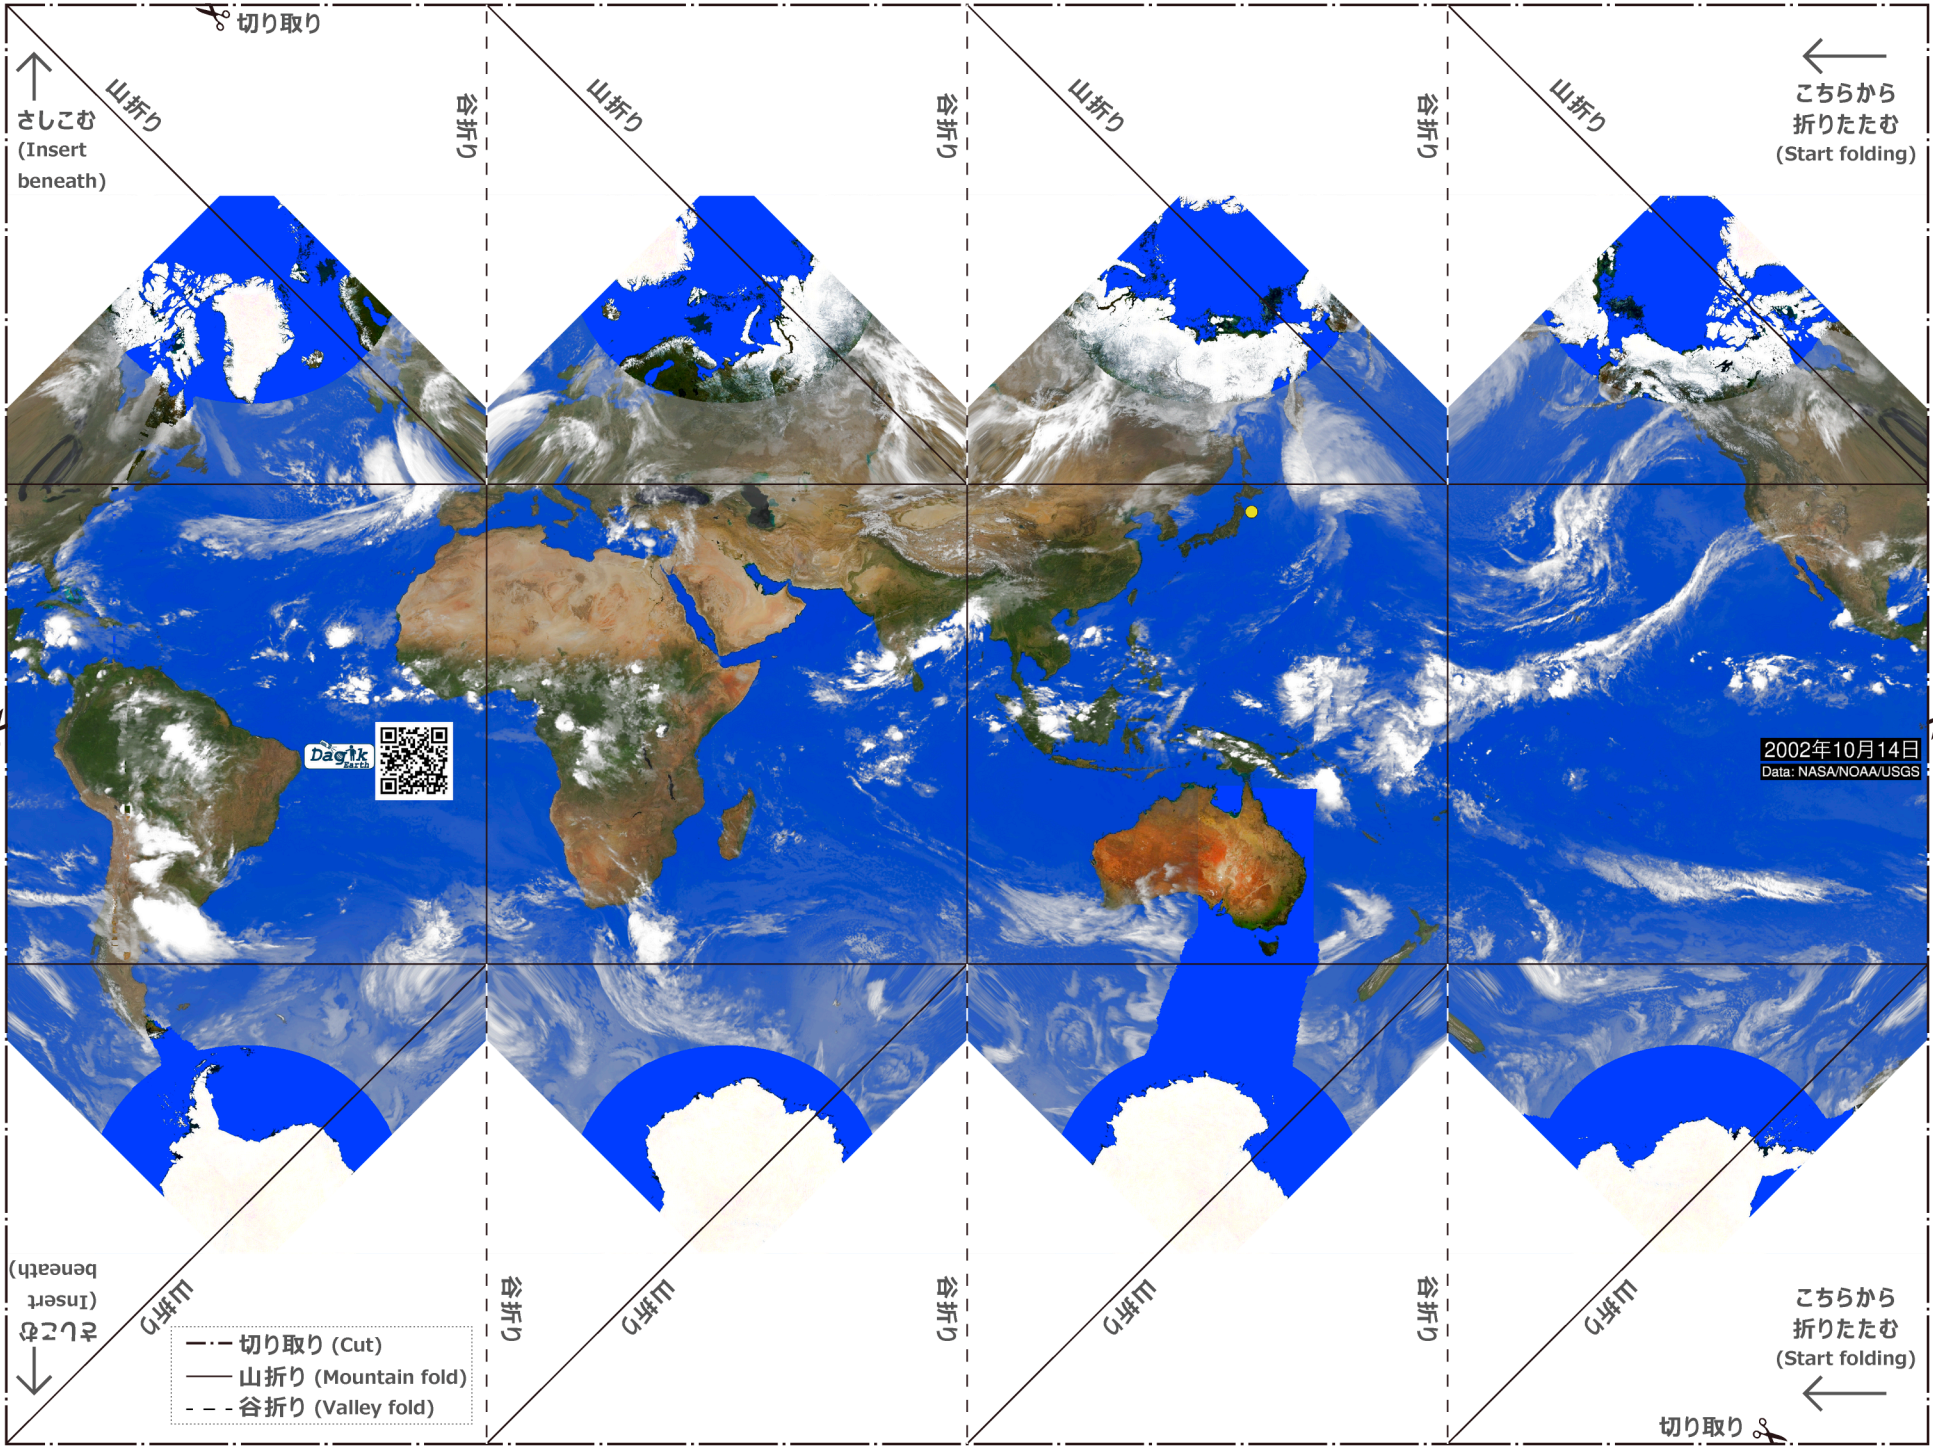 切り取り
山折り
谷折り
山折り
谷折り
山折り
谷折り
山折り
さしこむ
(Insert
beneath)
こちらから
折りたたむ
(Start folding)
Dagik
Earth
2002年10月14日
Data: NASA/NOAA/USGS
さしこむ
(Insert
beneath)
山折り
谷折り
山折り
谷折り
山折り
谷折り
山折り
こちらから
折りたたむ
(Start folding)
切り取り (Cut)
山折り (Mountain fold)
谷折り (Valley fold)
切り取り